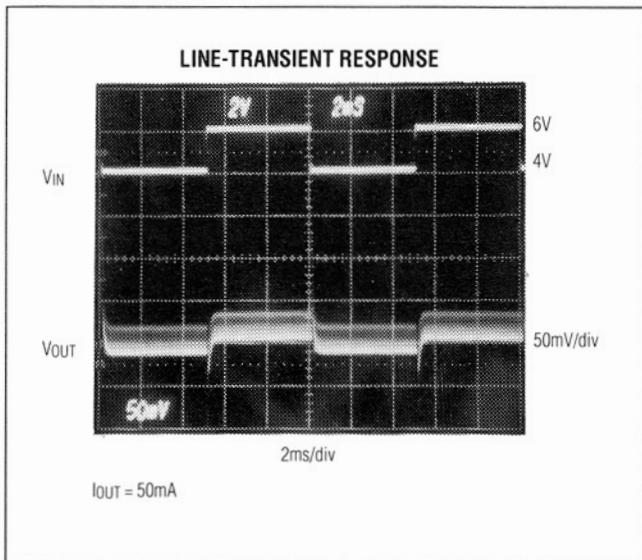 LINE-TRANSIENT RESPONSE
2V 2mS
6V
VIN
4V
VOUT
50mV/div
50mV
2ms/div
IOUT = 50mA